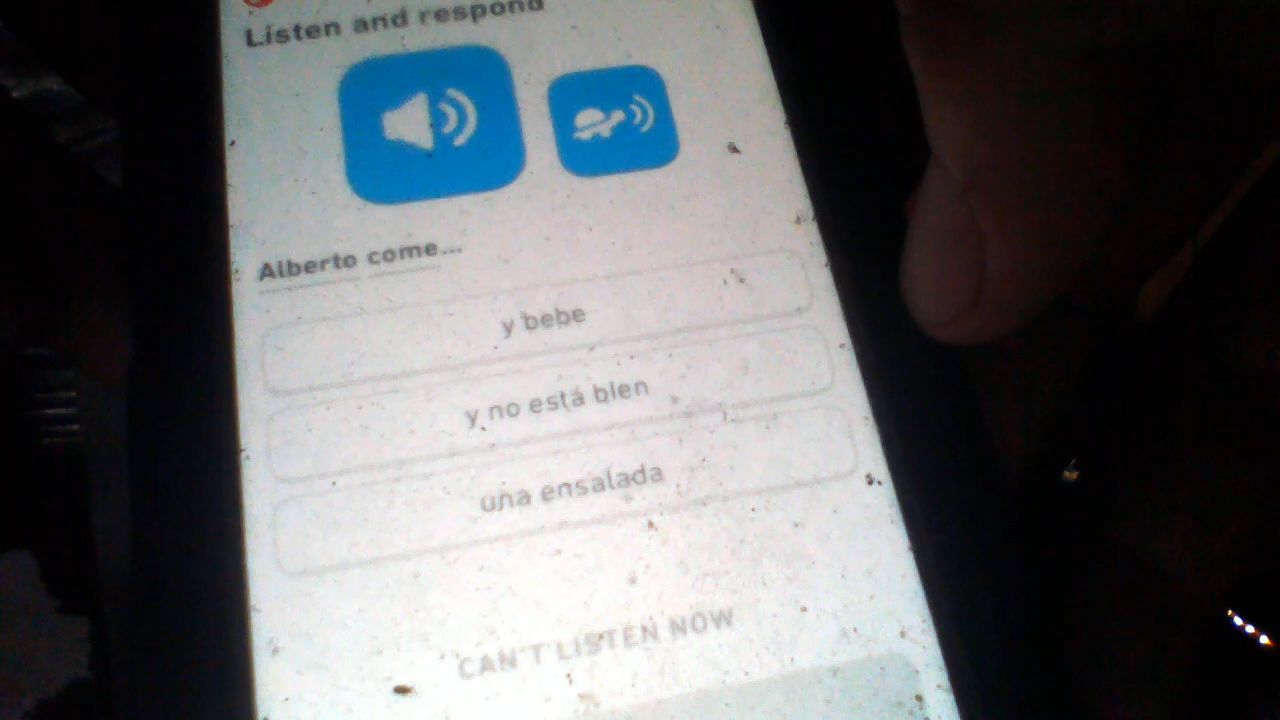 Listen and respond
Alberto come...
y bebe
y no está bien
una ensalada
CAN'T LISTEN NOW